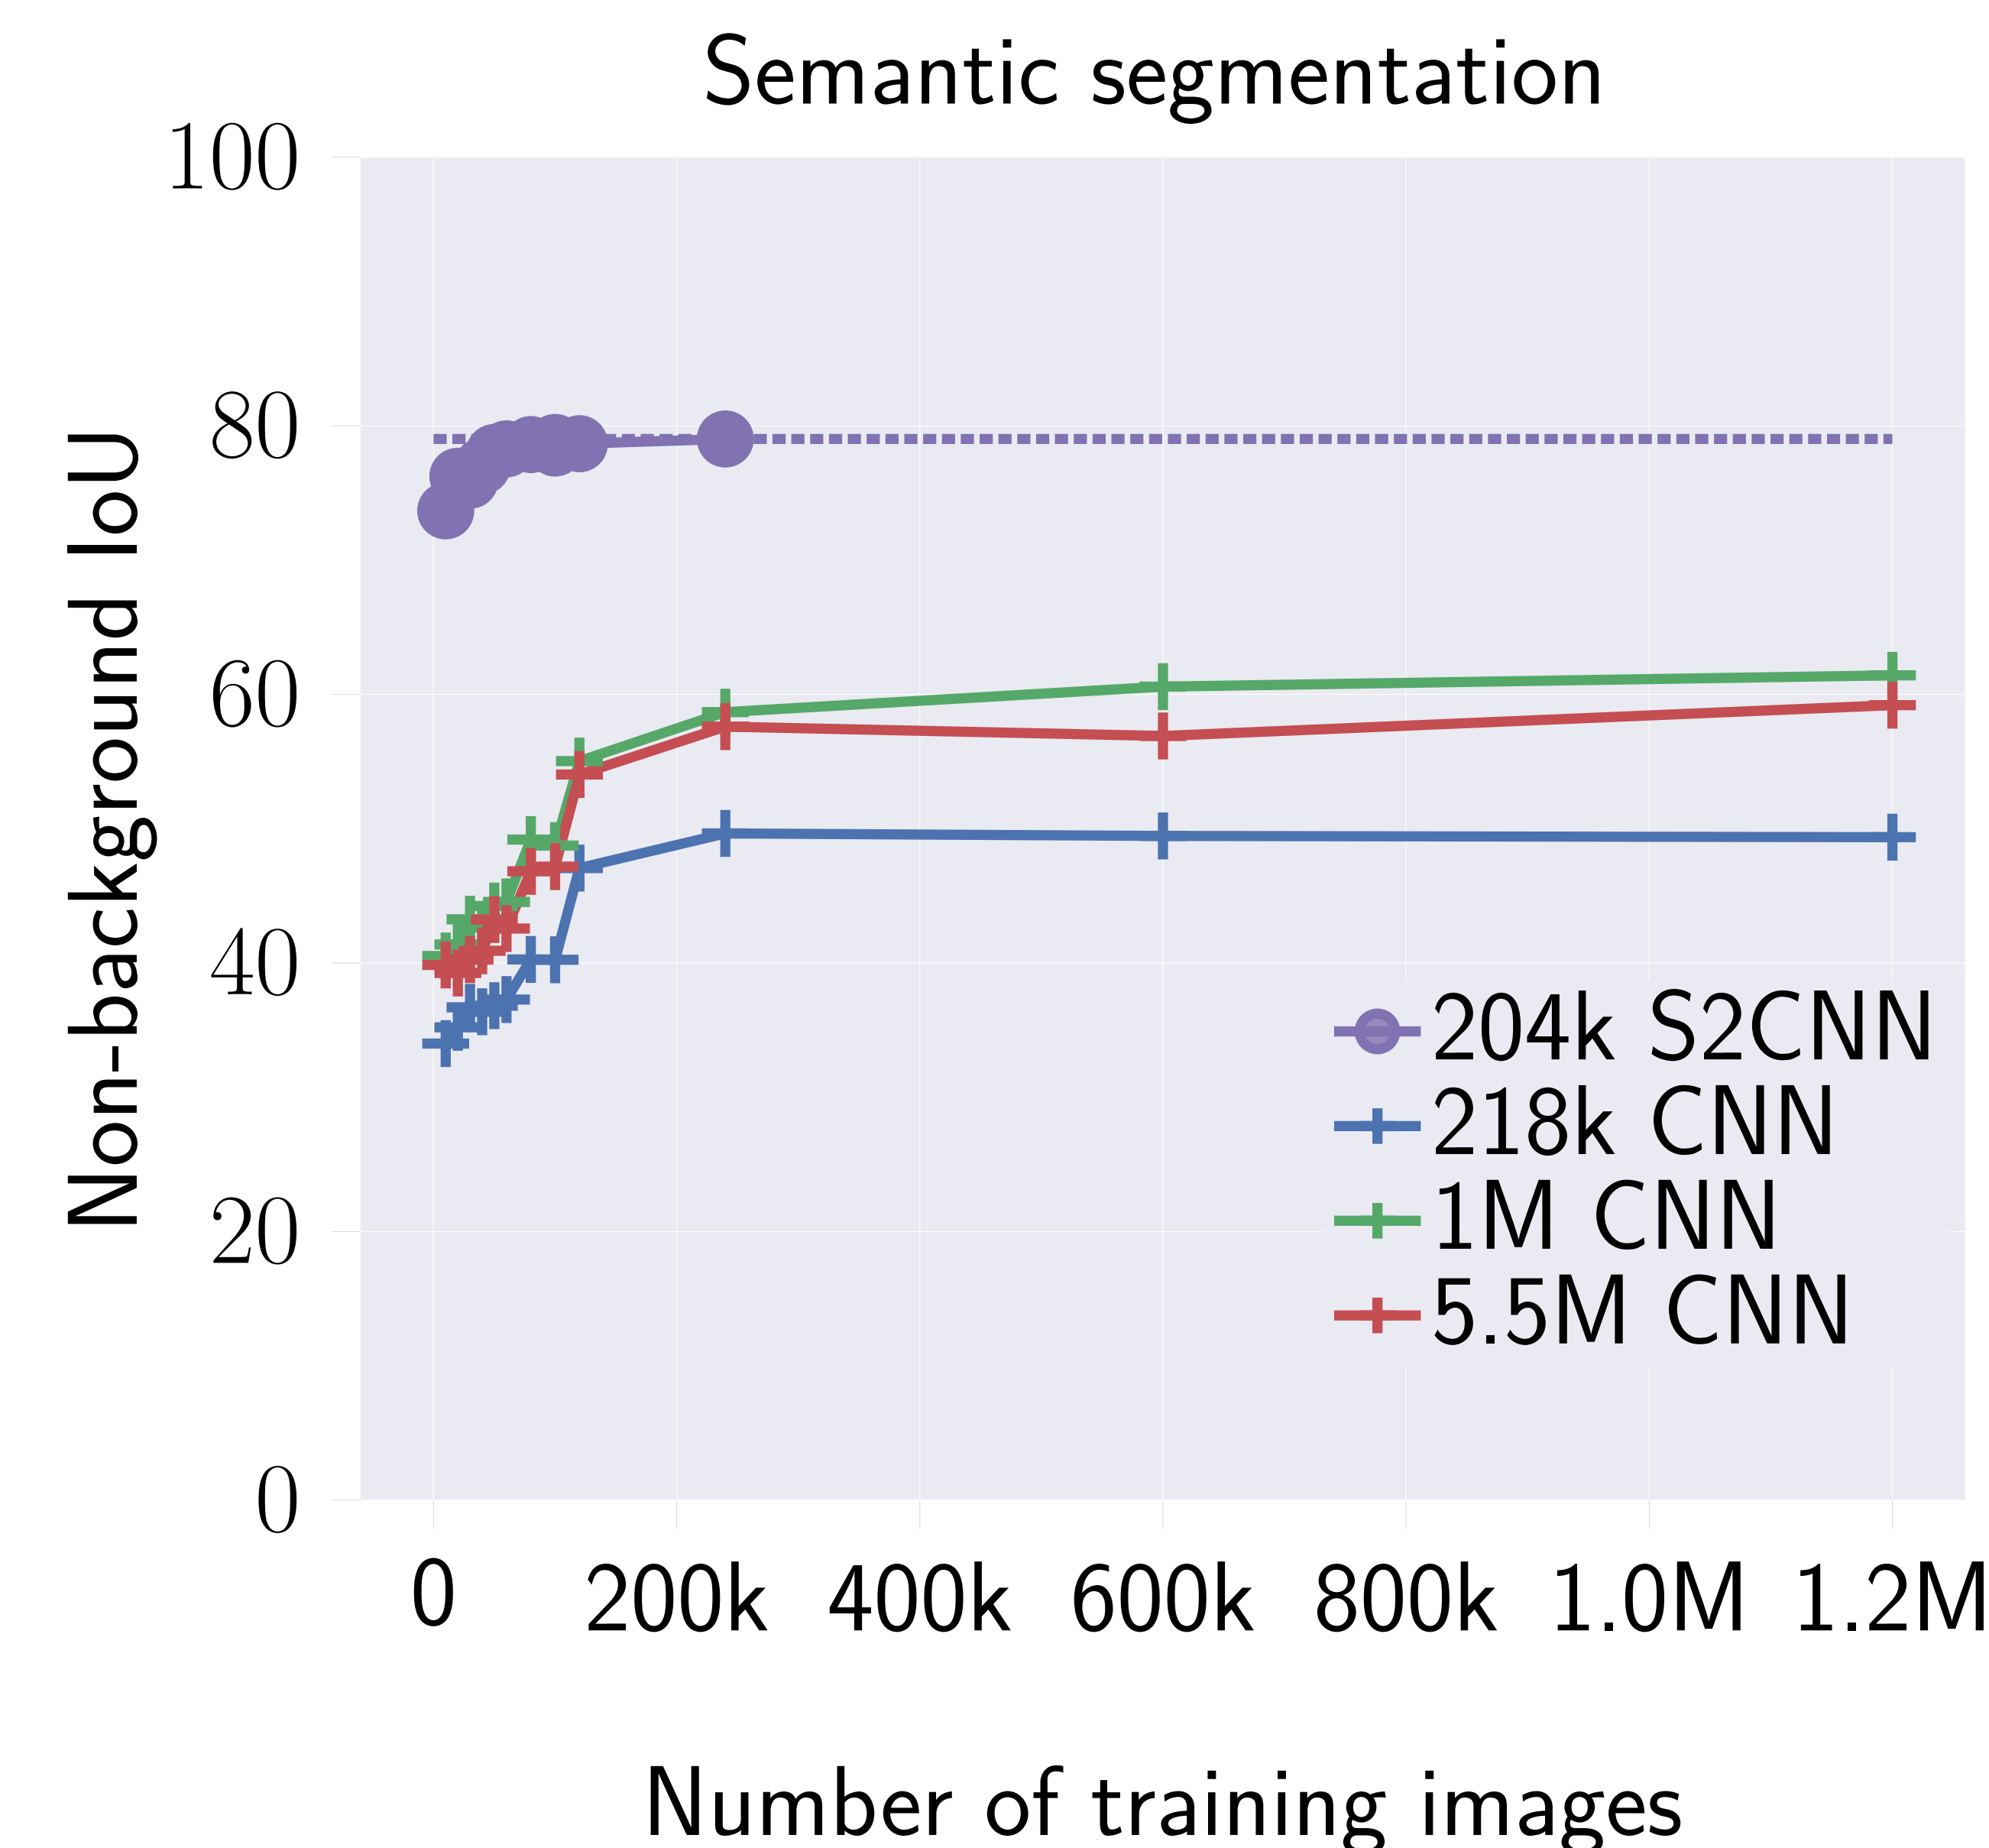 Semantic segmentation
100
80
60
40
20
0
Non-background IoU
204k S2CNN
218k CNN
1M CNN
5.5M CNN
0 200k 400k 600k 800k 1.0M 1.2M
Number of training images